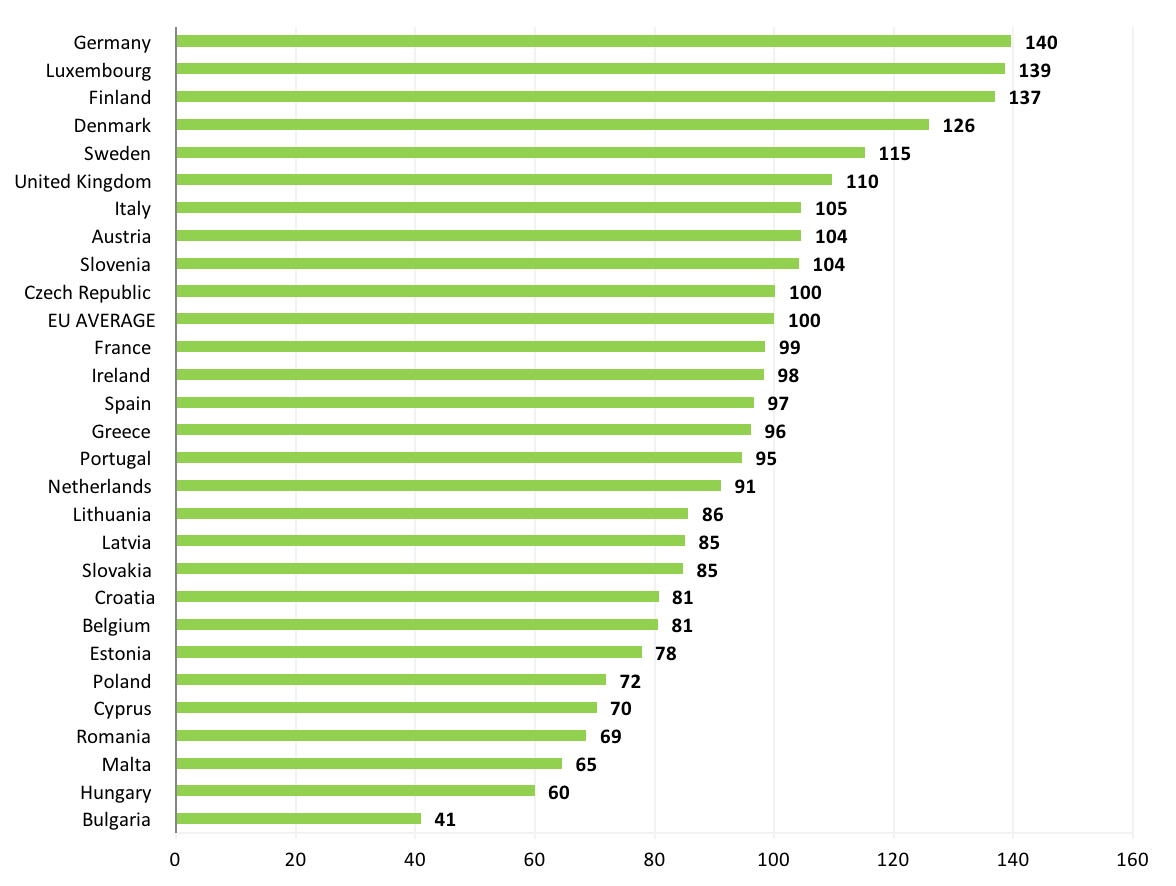 Germany 140
Luxembourg 139
Finland 137
Denmark 126
Sweden 115
United Kingdom 110
Italy 105
Austria 104
Slovenia 104
Czech Republic 100
EU AVERAGE 100
France 99
Ireland 98
Spain 97
Greece 96
Portugal 95
Netherlands 91
Lithuania 86
Latvia 85
Slovakia 85
Croatia 81
Belgium 81
Estonia 78
Poland 72
Cyprus 70
Romania 69
Malta 65
Hungary 60
Bulgaria 41
0 20 40 60 80 100 120 140 160